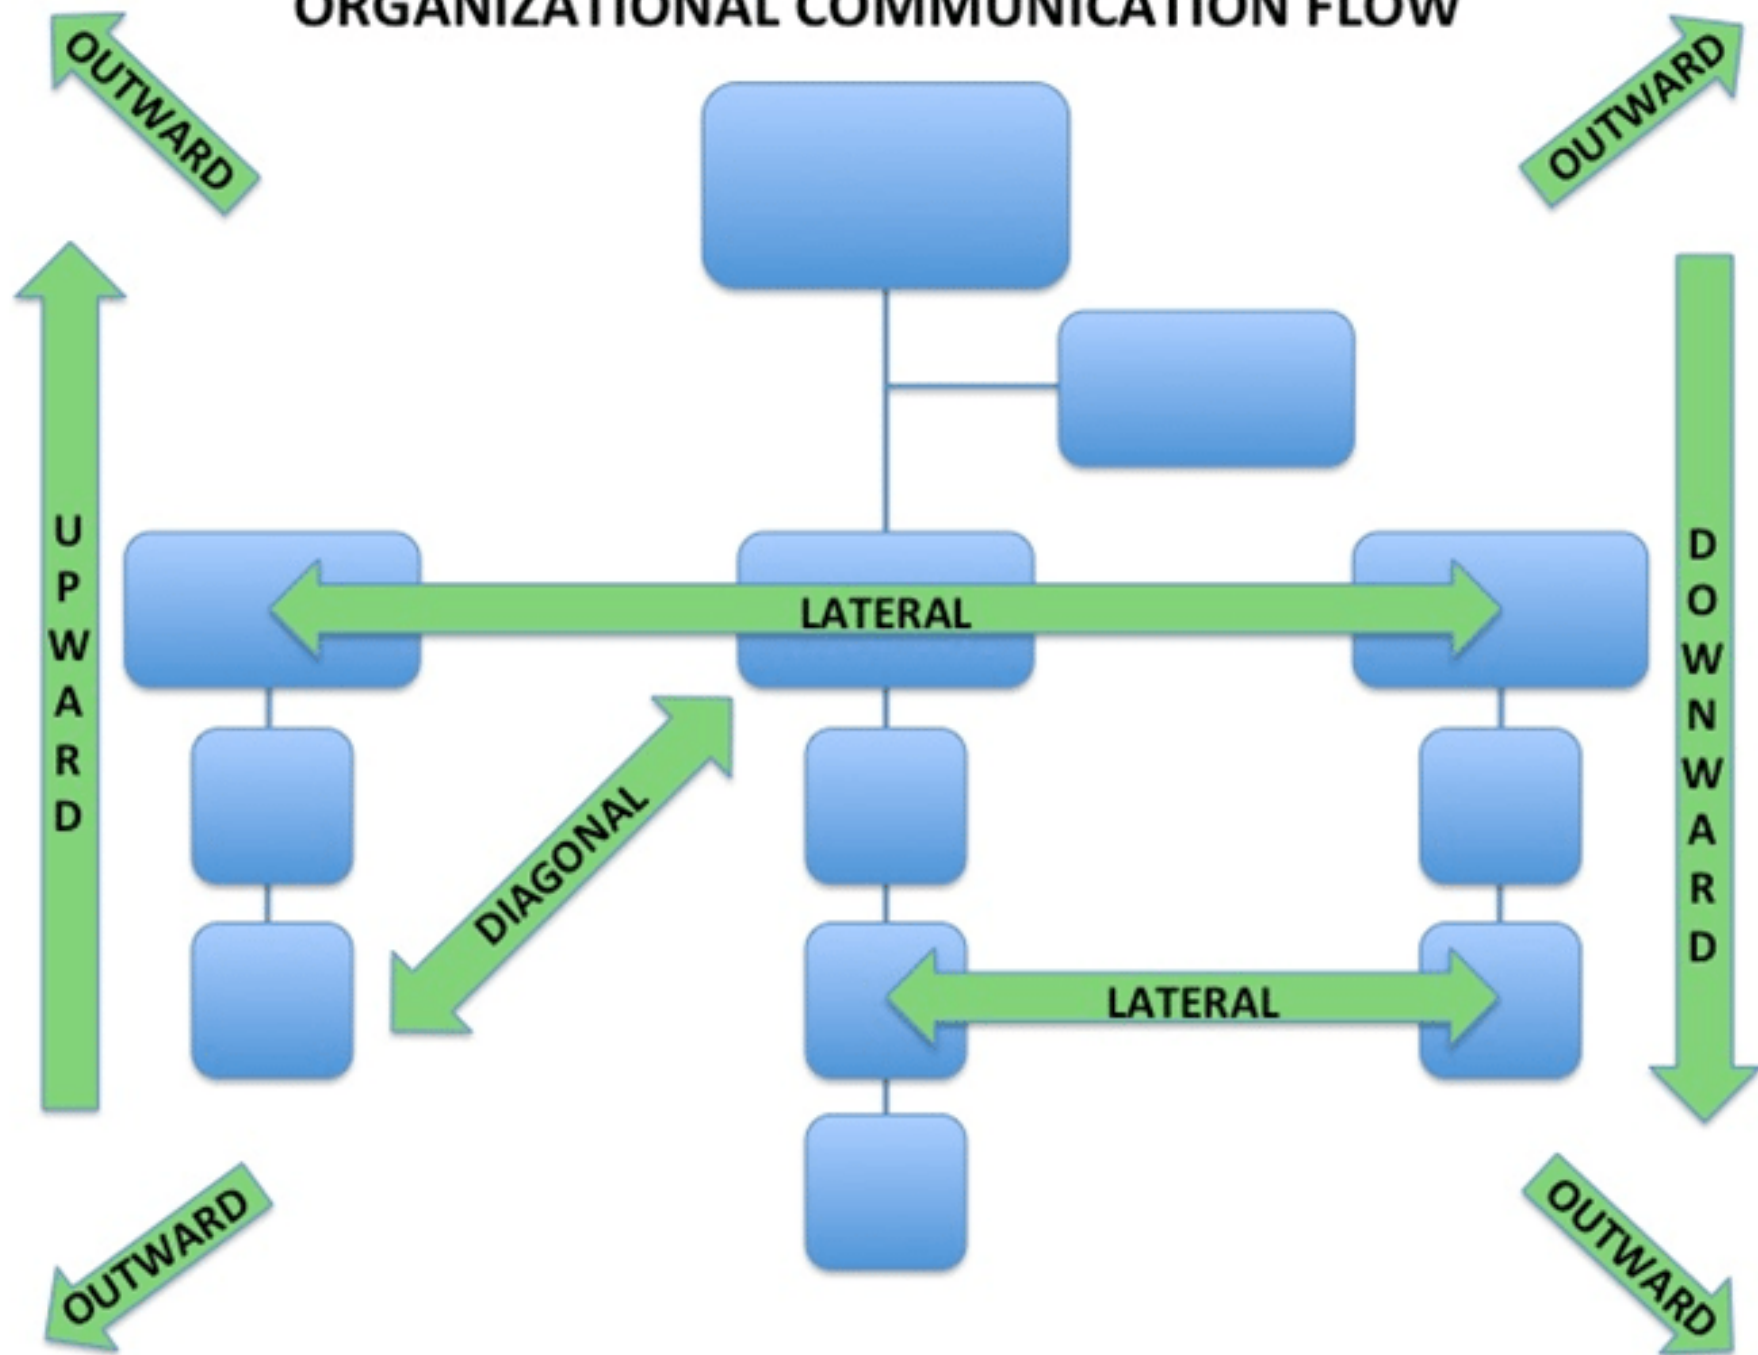 ORGANIZATIONAL COMMUNICATION FLOW
OUTWARD
OUTWARD
UPWARD
LATERAL
DOWNWARD
DIAGONAL
LATERAL
OUTWARD
OUTWARD